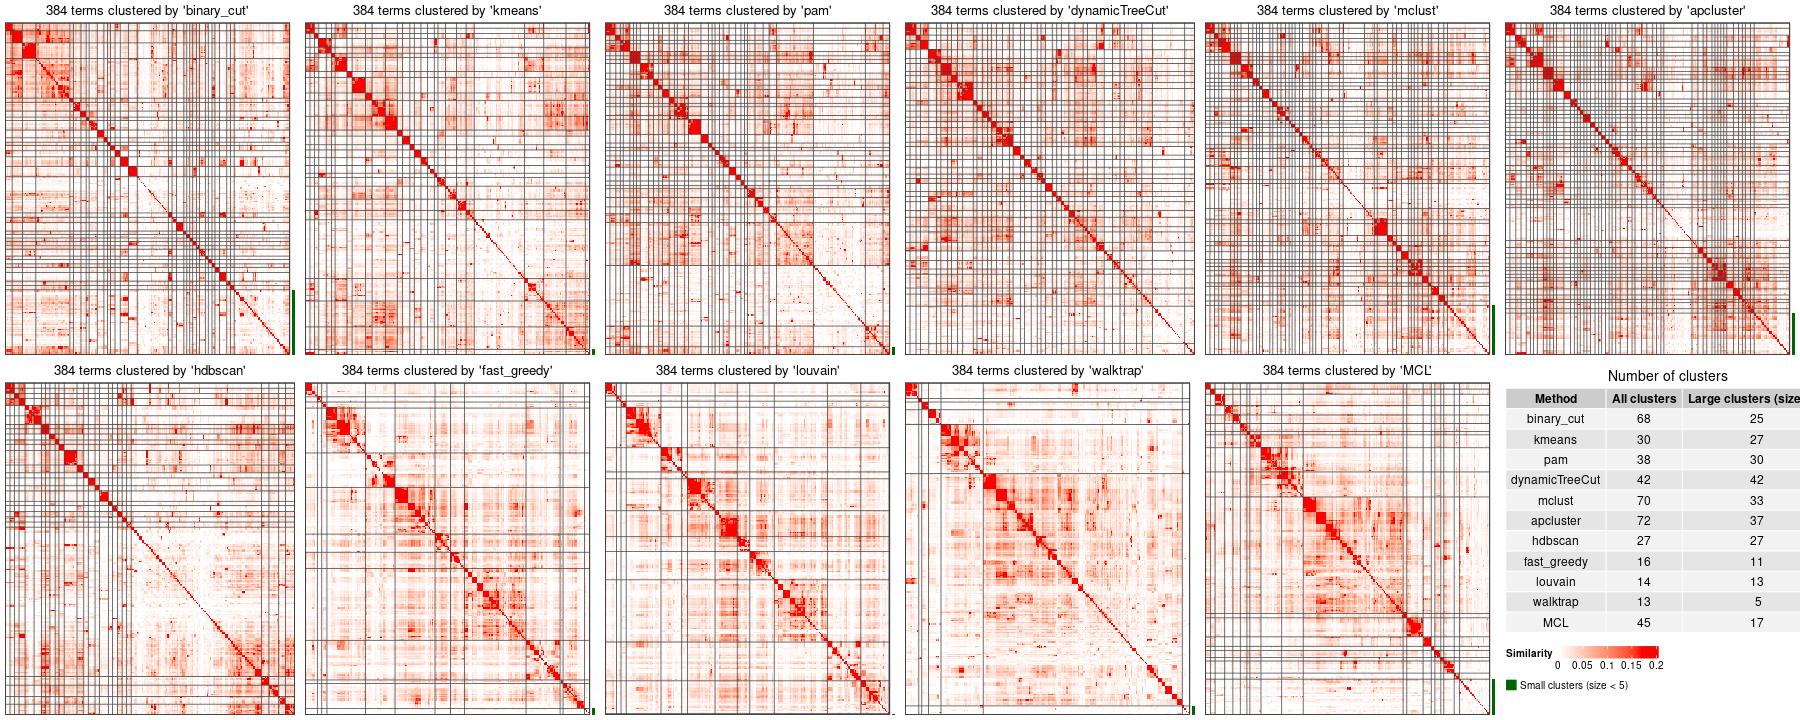 384 terms clustered by 'binary_cut'
384 terms clustered by 'kmeans'
384 terms clustered by 'pam'
384 terms clustered by 'dynamicTreeCut'
384 terms clustered by 'mclust'
384 terms clustered by 'apcluster'
384 terms clustered by 'hdbscan'
384 terms clustered by 'fast_greedy'
384 terms clustered by 'louvain'
384 terms clustered by 'walktrap'
384 terms clustered by 'MCL'
Number of clusters
Method All clusters Large clusters (size
binary_cut 68 25
kmeans 30 27
pam 38 30
dynamicTreeCut 42 42
mclust 70 33
apcluster 72 37
hdbscan 27 27
fast_greedy 16 11
louvain 14 13
walktrap 13 5
MCL 45 17
Similarity
0 0.05 0.1 0.15 0.2
Small clusters (size < 5)